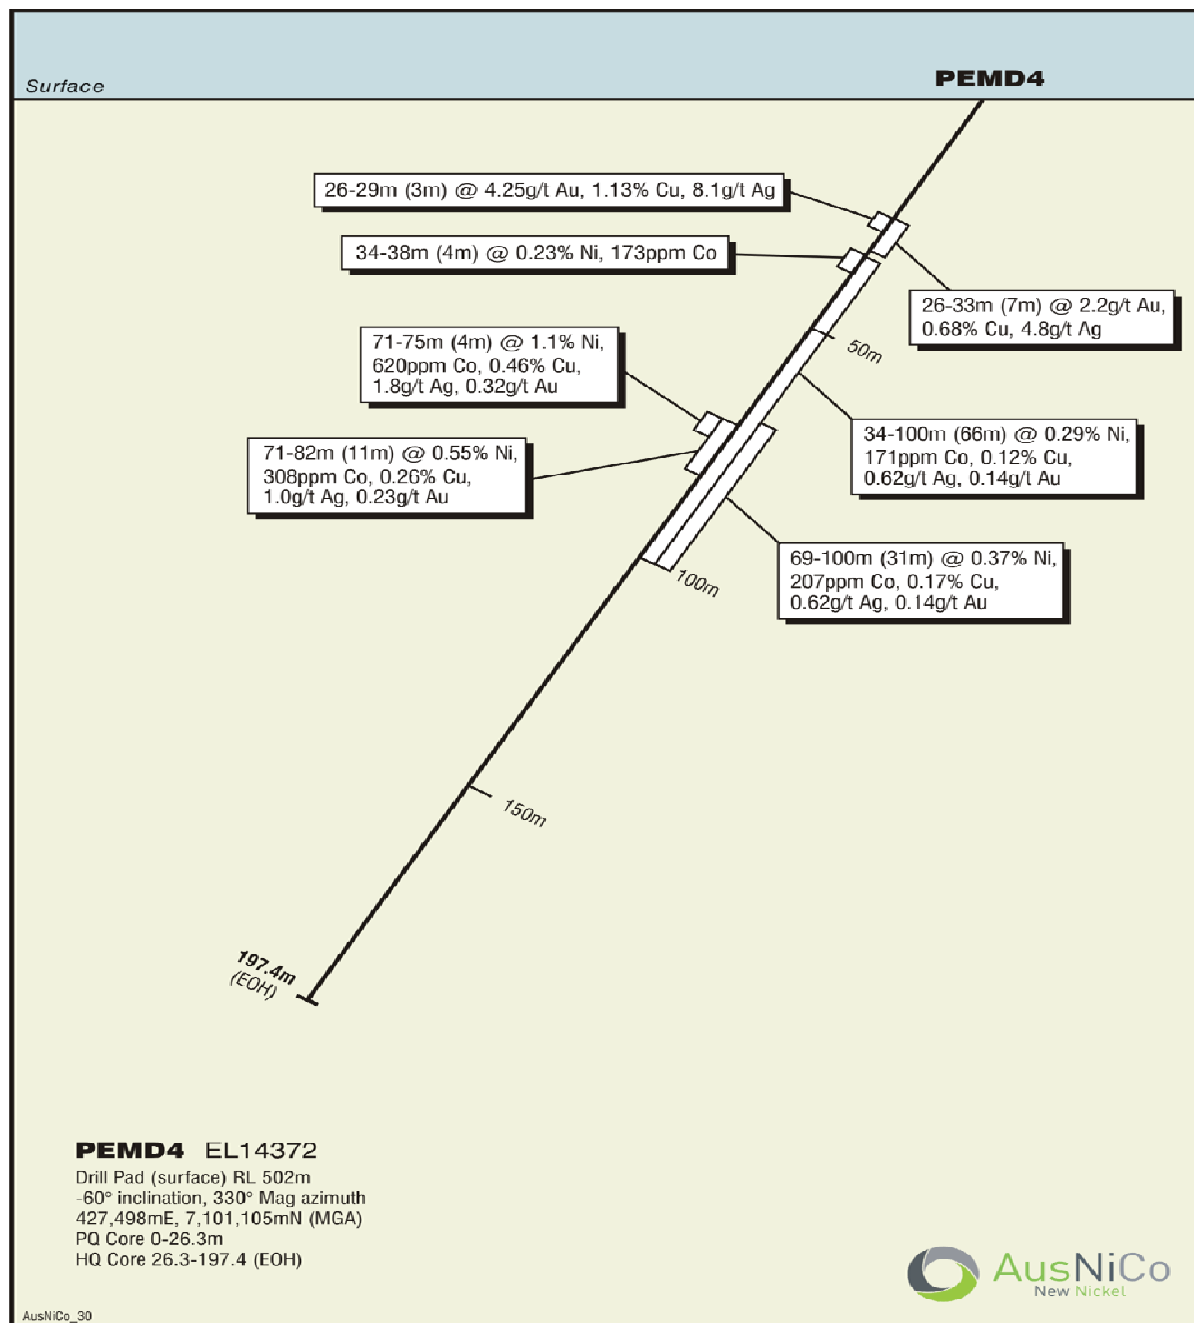 Surface
PEMD4
26-29m (3m) @ 4.25g/t Au, 1.13% Cu, 8.1g/t Ag
34-38m (4m) @ 0.23% Ni, 173ppm Co
26-33m (7m) @ 2.2g/t Au,
0.68% Cu, 4.8g/t Ag
50m
71-75m (4m) @ 1.1% Ni,
620ppm Co, 0.46% Cu,
1.8g/t Ag, 0.32g/t Au
34-100m (66m) @ 0.29% Ni,
171ppm Co, 0.12% Cu,
0.62g/t Ag, 0.14g/t Au
71-82m (11m) @ 0.55% Ni,
308ppm Co, 0.26% Cu,
1.0g/t Ag, 0.23g/t Au
69-100m (31m) @ 0.37% Ni,
207ppm Co, 0.17% Cu,
0.62g/t Ag, 0.14g/t Au
100m
150m
197.4m
(EOH)
PEMD4 EL14372
Drill Pad (surface) RL 502m
-60° inclination, 330° Mag azimuth
427,498mE, 7,101,105mN (MGA)
PQ Core 0-26.3m
HQ Core 26.3-197.4 (EOH)
AusNiCo
New Nickel
AusNiCo_30